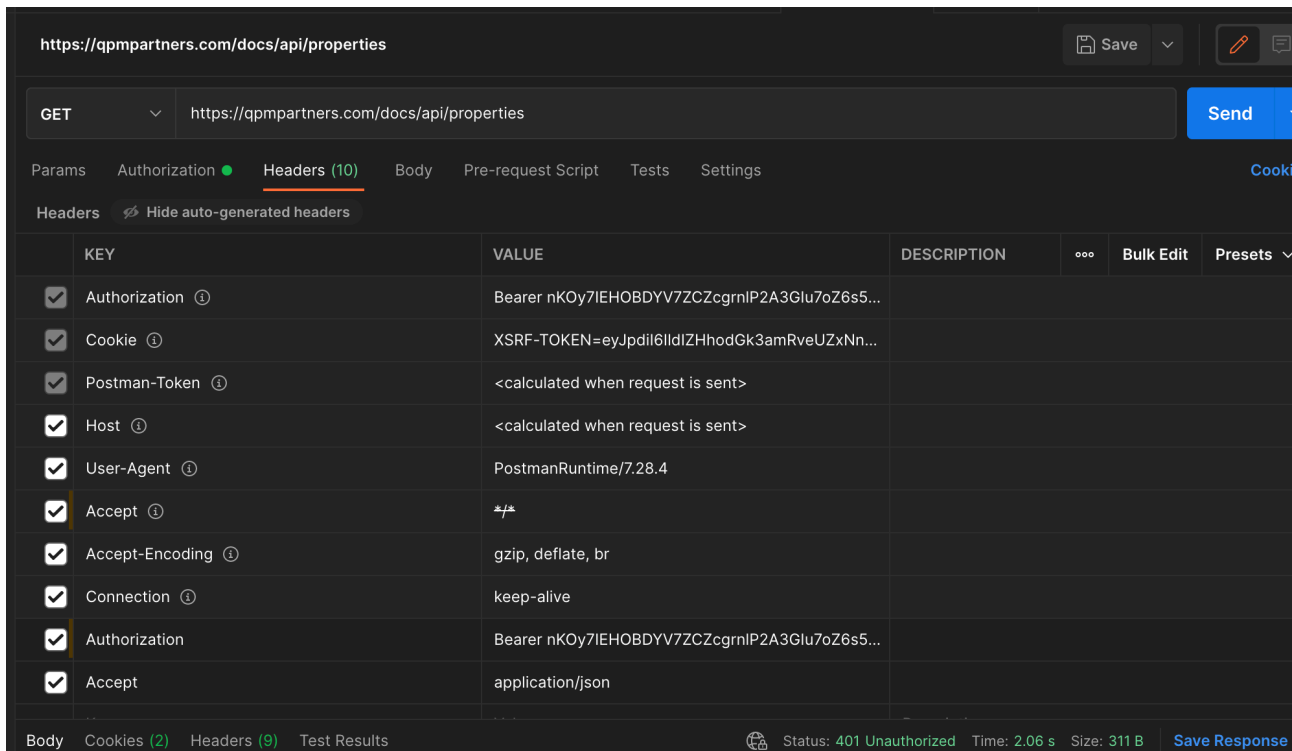 https://qpmpartners.com/docs/api/properties
Save
GET
https://qpmpartners.com/docs/api/properties
Send
Params Authorization Headers (10) Body Pre-request Script Tests Settings
Headers Hide auto-generated headers
KEY VALUE DESCRIPTION ooo Bulk Edit Presets
Authorization Bearer nKOy7lEHOBDYV7ZCZcgrnlP2A3Glu7oZ6s5...
Cookie XSRF-TOKEN=eyJpdil6IldlZHhodGk3amRveUZxNn...
Postman-Token <calculated when request is sent>
Host <calculated when request is sent>
User-Agent PostmanRuntime/7.28.4
Accept */*
Accept-Encoding gzip, deflate, br
Connection keep-alive
Authorization Bearer nKOy7lEHOBDYV7ZCZcgrnlP2A3Glu7oZ6s5...
Accept application/json
Body Cookies (2) Headers (9) Test Results Status: 401 Unauthorized Time: 2.06 s Size: 311 B Save Response